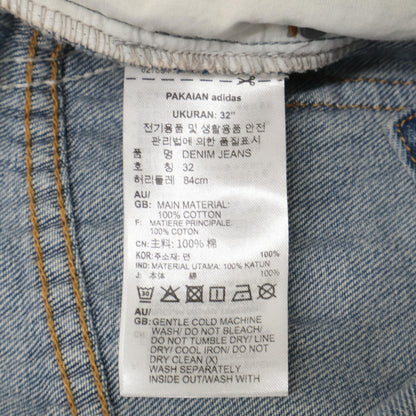 PAKAIAN adidas
UKURAN: 32"
전기용품 및 생활용품 안전
관리법에 의한 품질표시
품 명 DENIM JEANS
호 칭 32
허리둘레 84cm
AU/
GB: MAIN MATERIAL:
100% COTTON
F: MATIERE PRINCIPALE:
100% COTON
CN: 主料: 100% 棉
KOR: 주소재: 면 100%
IND: MATERIAL UTAMA: 100% KATUN
J: 本体 綿 100%
AU/
GB: GENTLE COLD MACHINE
WASH/ DO NOT BLEACH/
DO NOT TUMBLE DRY/ LINE
DRY/ COOL IRON/ DO NOT
DRY CLEAN (X)
WASH SEPARATELY
INSIDE OUT/WASH WITH